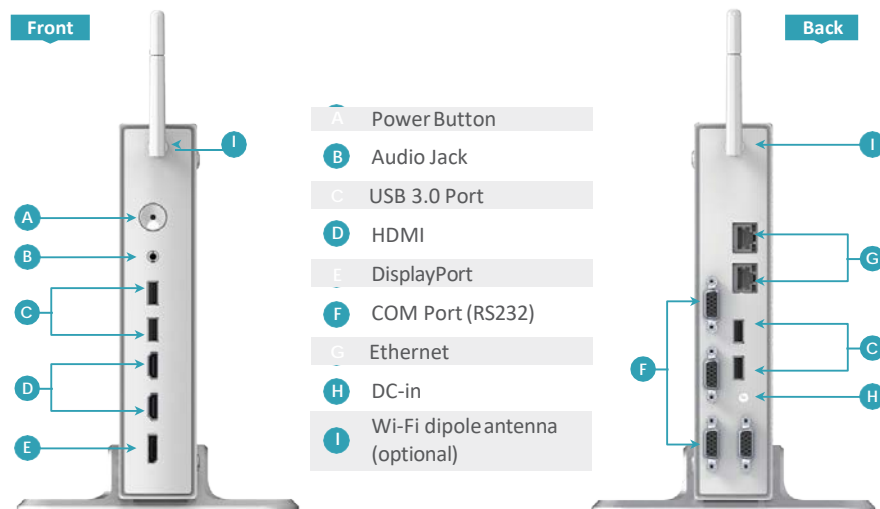 Front
Back
I
A
B
C
D
E
A Power Button
B Audio Jack
C USB 3.0 Port
D HDMI
E DisplayPort
F COM Port (RS232)
G Ethernet
H DC-in
I Wi-Fi dipole antenna
(optional)
I
G
C
F
H